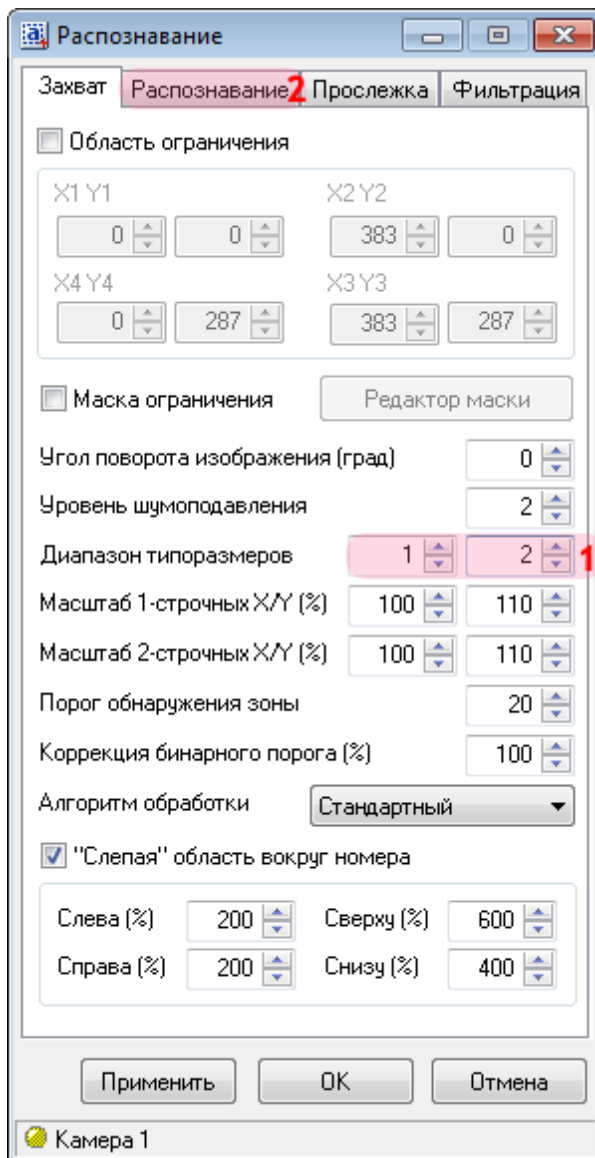 Распознавание
Захват Распознавание 2 Прослежка Фильтрация
Область ограничения
X1 Y1 X2 Y2
0 0 383 0
X4 Y4 X3 Y3
0 287 383 287
Маска ограничения Редактор маски
Угол поворота изображения (град) 0
Уровень шумоподавления 2
Диапазон типоразмеров 1 2 1
Масштаб 1-строчных X/Y (%) 100 110
Масштаб 2-строчных X/Y (%) 100 110
Порог обнаружения зоны 20
Коррекция бинарного порога (%) 100
Алгоритм обработки Стандартный
"Слепая" область вокруг номера
Слева (%) 200 Сверху (%) 600
Справа (%) 200 Снизу (%) 400
Применить OK Отмена
Камера 1